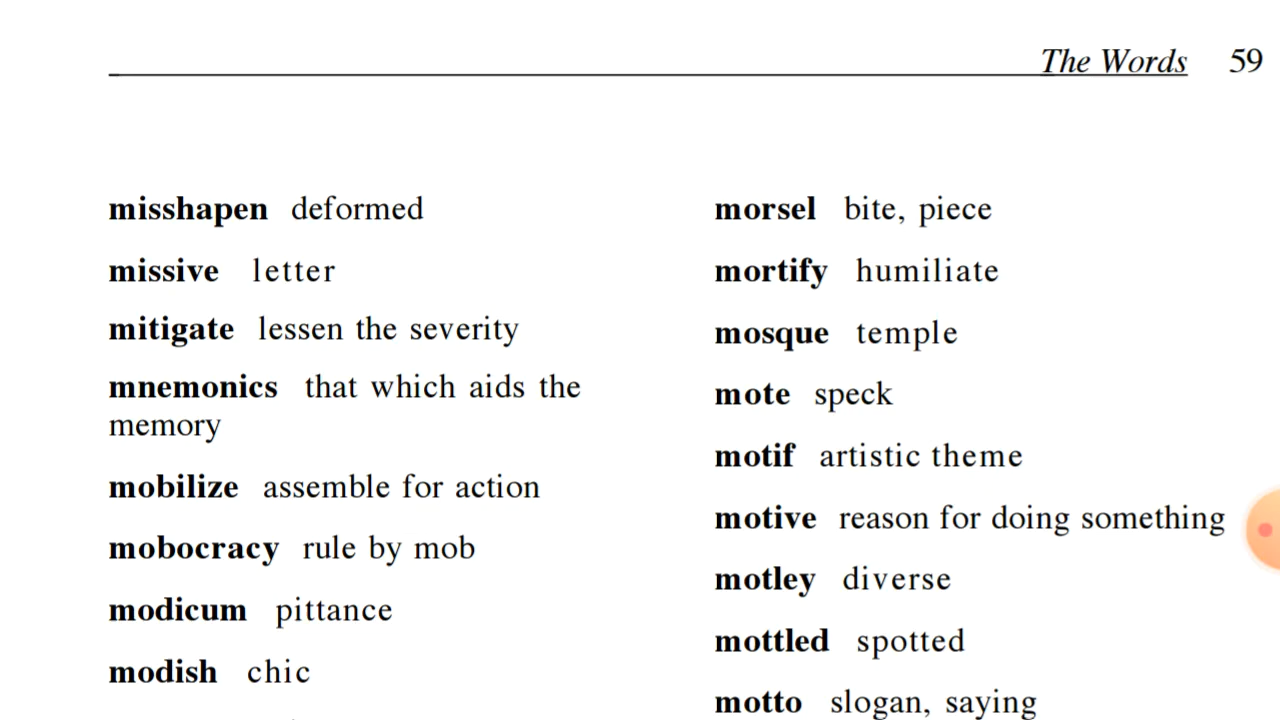 The Words 59
misshapen deformed
missive letter
mitigate lessen the severity
mnemonics that which aids the
memory
mobilize assemble for action
mobocracy rule by mob
modicum pittance
modish chic
morsel bite, piece
mortify humiliate
mosque temple
mote speck
motif artistic theme
motive reason for doing something
motley diverse
mottled spotted
motto slogan, saying